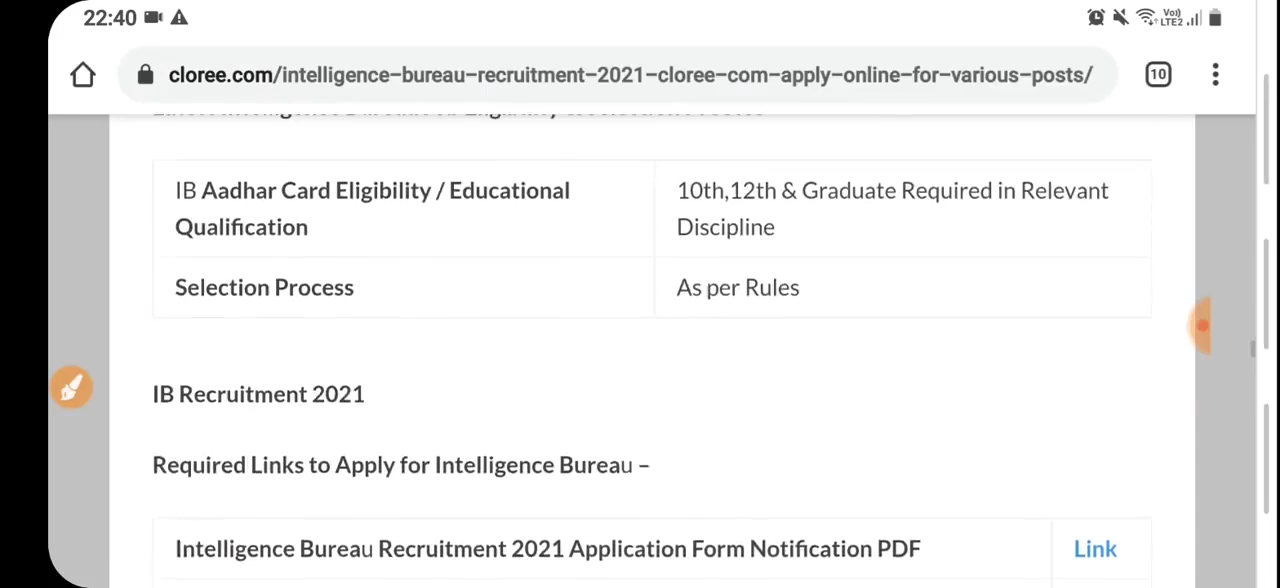 22:40
Vo)) LTE2
cloree.com/intelligence-bureau-recruitment-2021-cloree-com-apply-online-for-various-posts/
10
IB Aadhar Card Eligibility / Educational
Qualification
10th,12th & Graduate Required in Relevant
Discipline
Selection Process
As per Rules
IB Recruitment 2021
Required Links to Apply for Intelligence Bureau –
Intelligence Bureau Recruitment 2021 Application Form Notification PDF
Link